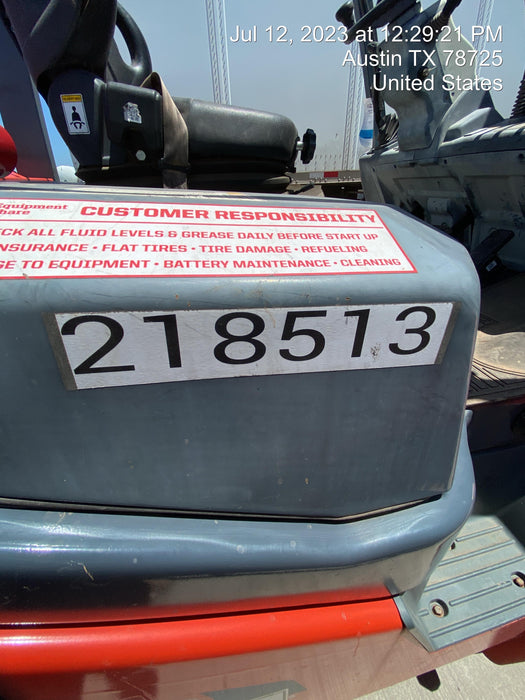 Jul 12, 2023 at 12:29:21 PM
Austin TX 78725
United States
CUSTOMER RESPONSIBILITY
ALL FLUID LEVELS & GREASE DAILY BEFORE START UP
INSURANCE • FLAT TIRES • TIRE DAMAGE • REFUELING
TO EQUIPMENT • BATTERY MAINTENANCE • CLEANING
218513